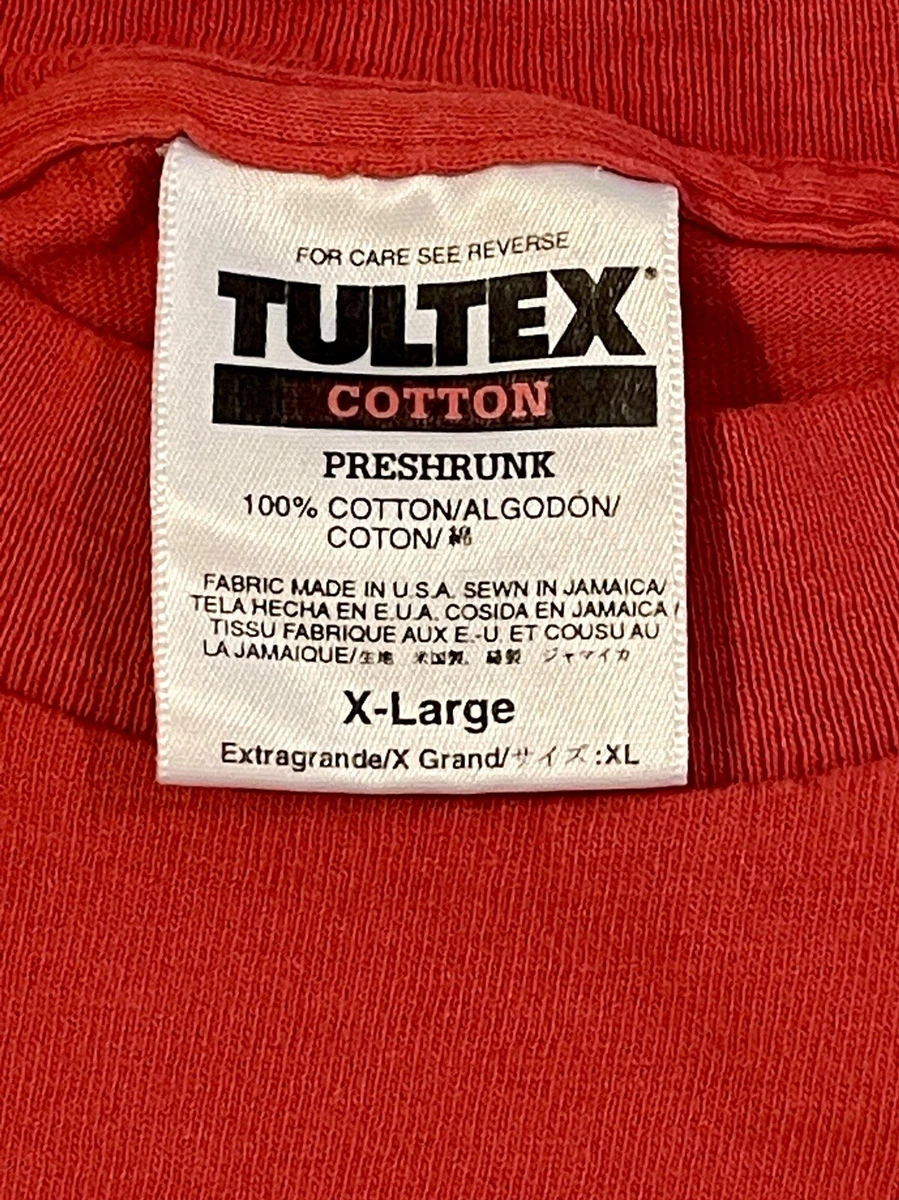 FOR CARE SEE REVERSE
TULTEX®
COTTON
PRESHRUNK
100% COTTON/ALGODÓN/
COTON/綿
FABRIC MADE IN U.S.A. SEWN IN JAMAICA/
TELA HECHA EN E.U.A. COSIDA EN JAMAICA/
TISSU FABRIQUE AUX E.-U. ET COUSU AU
LA JAMAIQUE/生地 米国製. 縫製 ジャマイカ
X-Large
Extragrande/X Grand/サイズ:XL